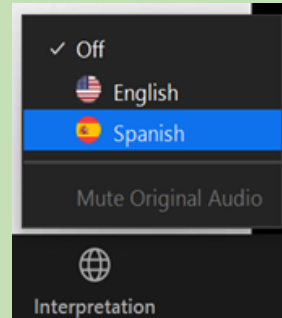 Off
English
Spanish
Mute Original Audio
Interpretation